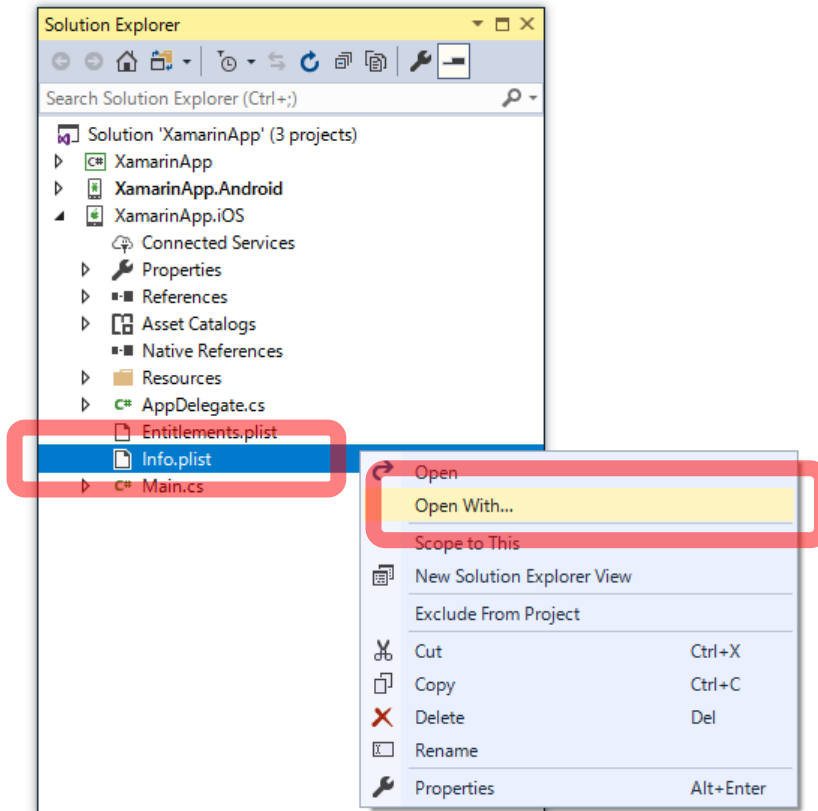 Solution Explorer
Search Solution Explorer (Ctrl+;)
Solution 'XamarinApp' (3 projects)
C# XamarinApp
XamarinApp.Android
XamarinApp.iOS
Connected Services
Properties
References
Asset Catalogs
Native References
Resources
C# AppDelegate.cs
Entitlements.plist
Info.plist
C# Main.cs
Open
Open With...
Scope to This
New Solution Explorer View
Exclude From Project
Cut Ctrl+X
Copy Ctrl+C
Delete Del
Rename
Properties Alt+Enter